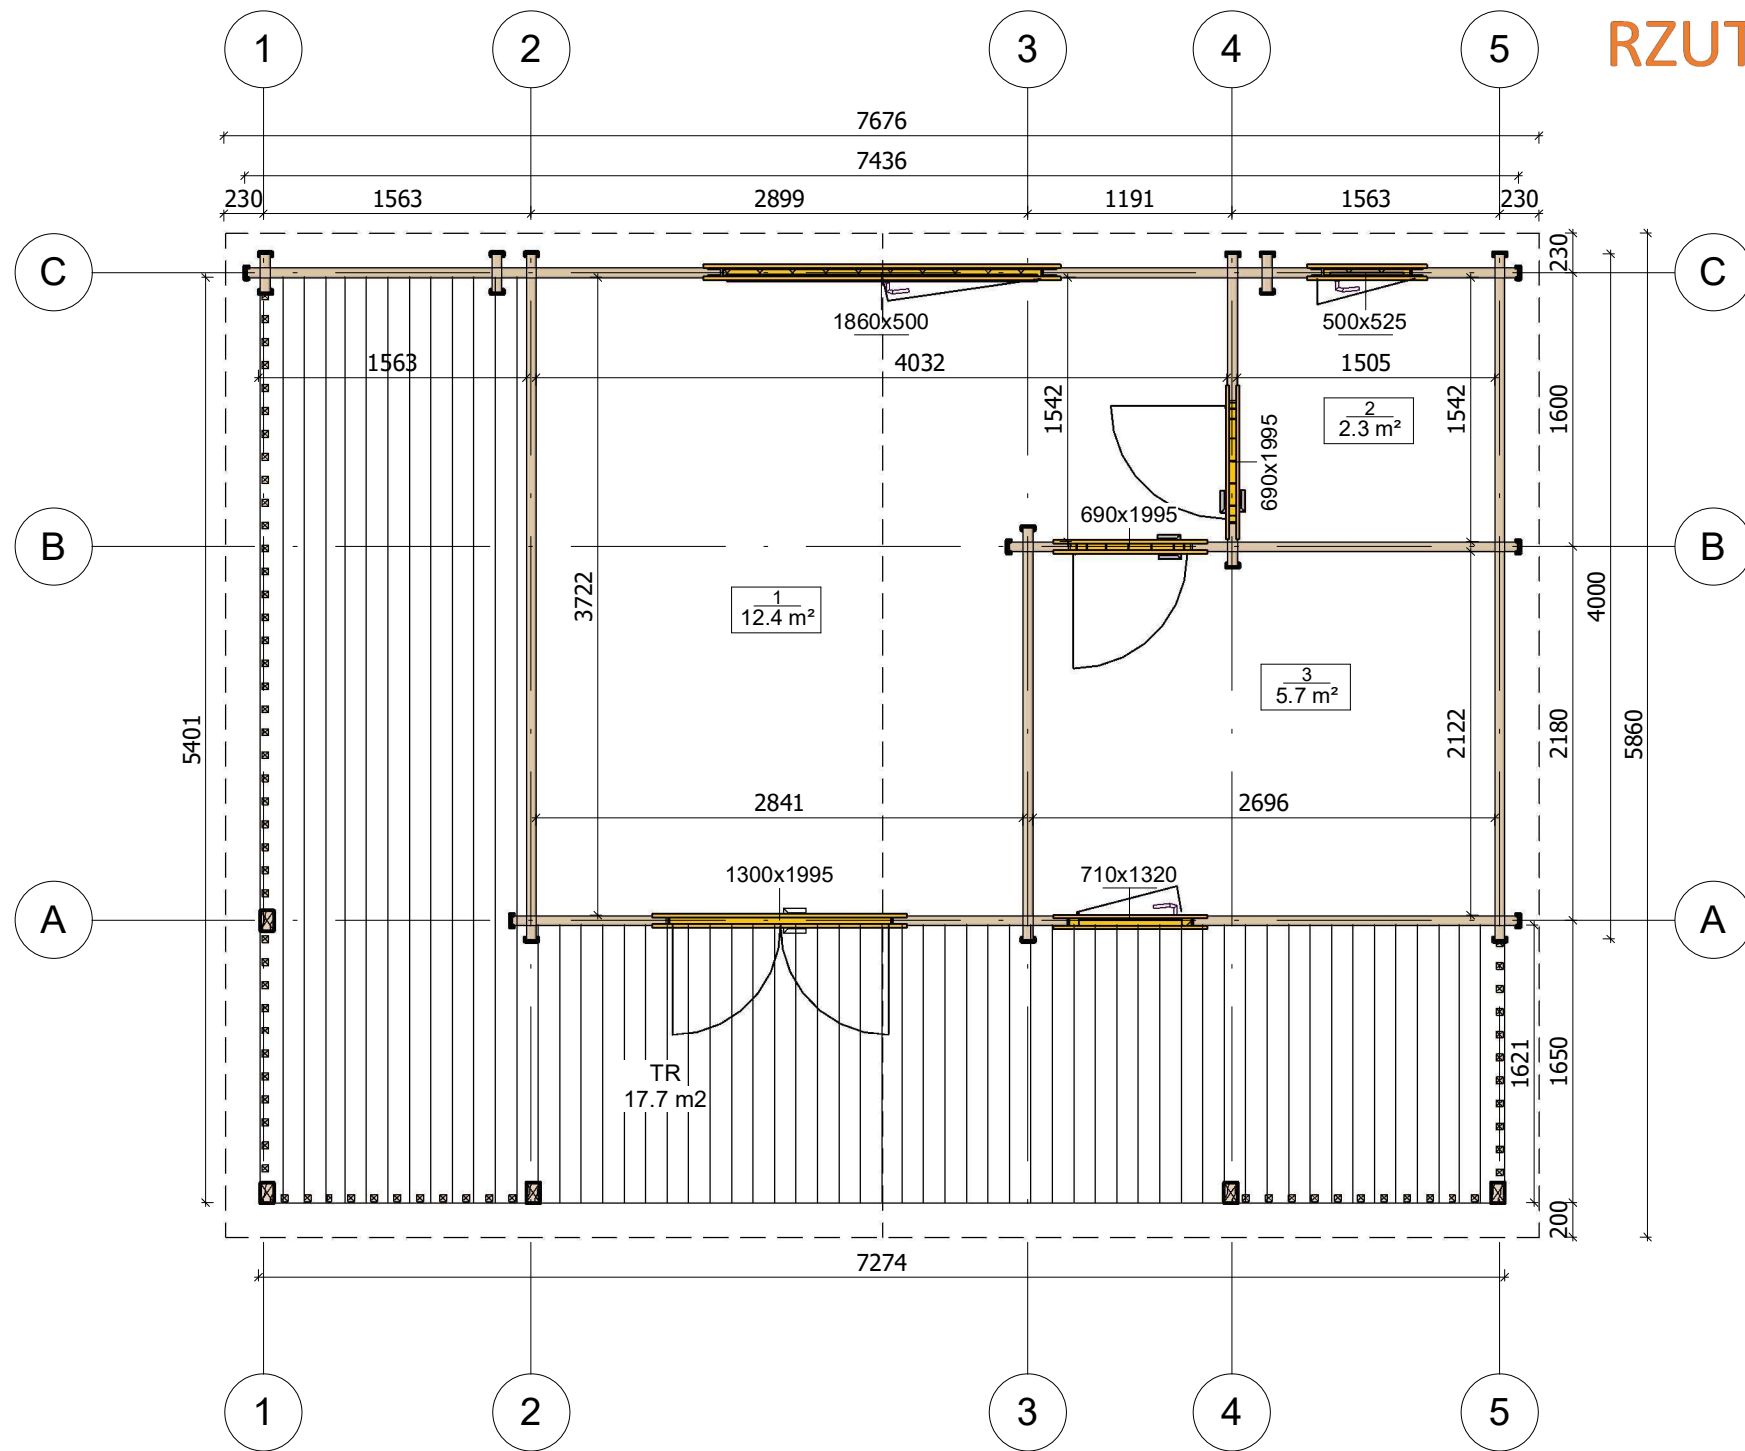 1 2 3 4 5 RZUT
7676
7436
230 1563 2899 1191 1563 230
C C
230
1860x500 500x525
1563 4032 1505
1542 1542 1600
2
2.3 m²
690x1995
690x1995
B B
3722 4000
1
12.4 m²
3
5.7 m²
5401 2122 2180 5860
2841 2696
1300x1995 710x1320
A A
1621 1650
TR
17.7 m2
200
7274
1 2 3 4 5